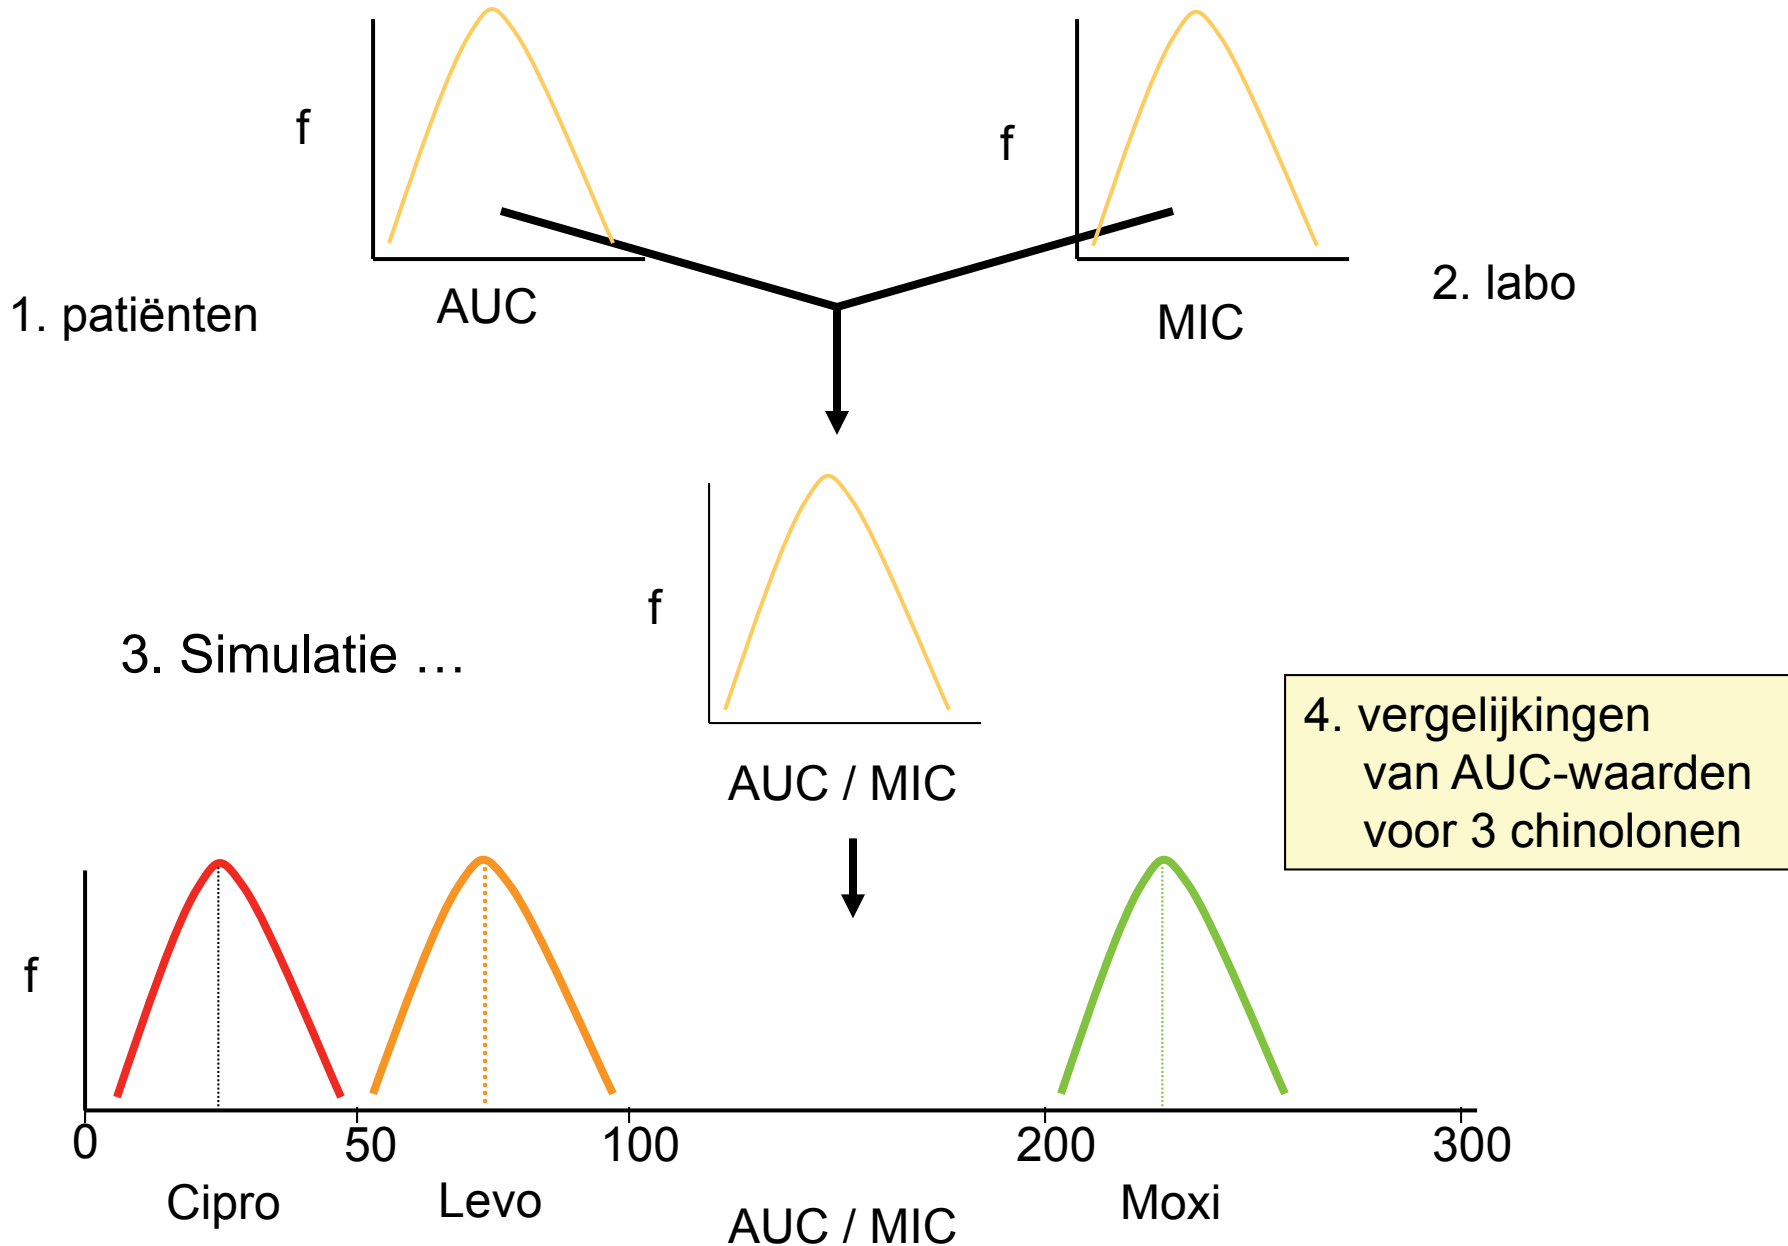 f
AUC
1. patiënten
f
MIC
2. labo
3. Simulatie …
f
AUC / MIC
4. vergelijkingen
van AUC-waarden
voor 3 chinolonen
f
0 50 100 200 300
Cipro Levo Moxi
AUC / MIC